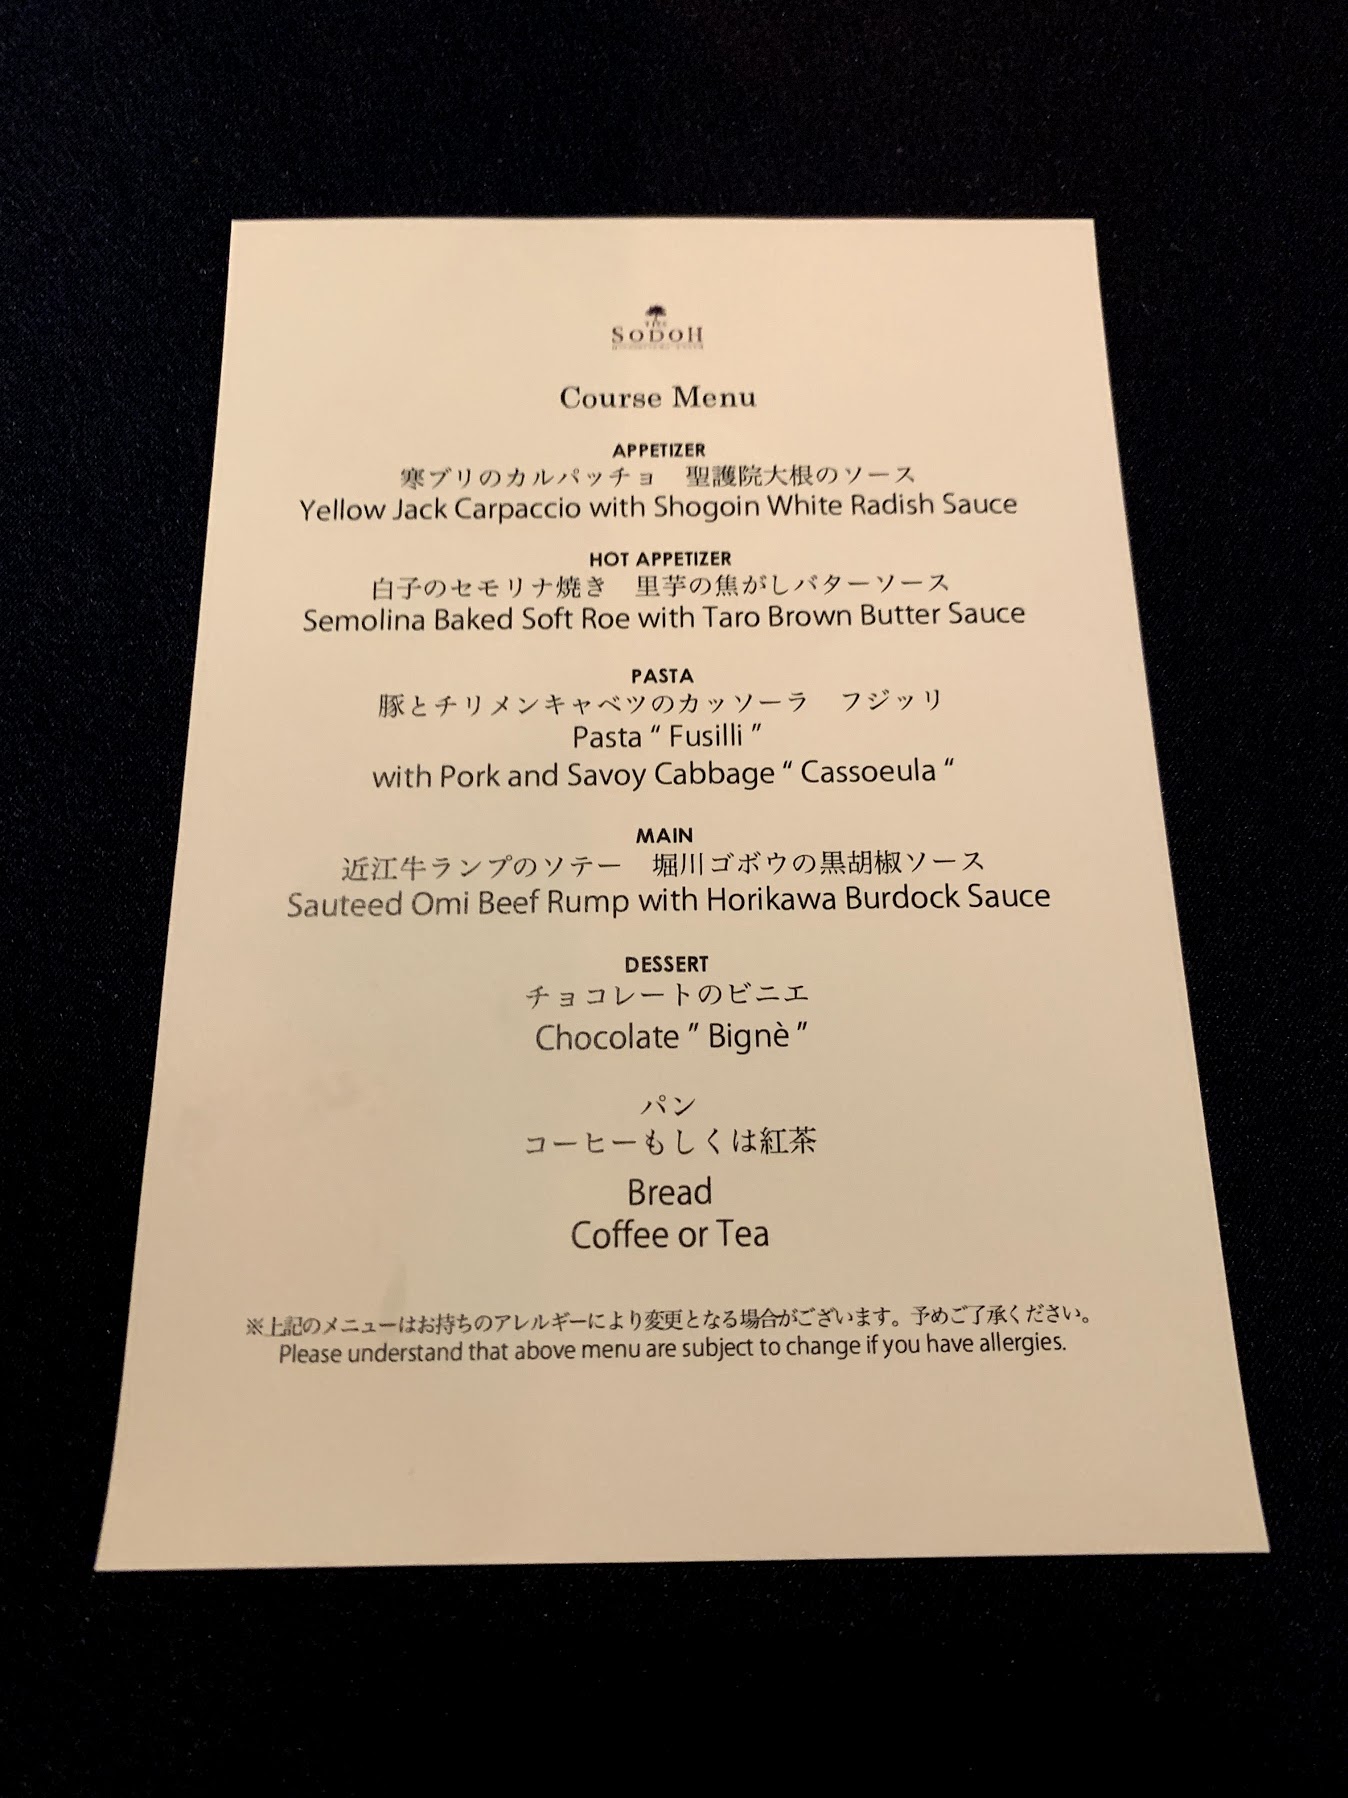 THE
SODOH
Course Menu
APPETIZER
寒ブリのカルパッチョ　聖護院大根のソース
Yellow Jack Carpaccio with Shogoin White Radish Sauce
HOT APPETIZER
白子のセモリナ焼き　里芋の焦がしバターソース
Semolina Baked Soft Roe with Taro Brown Butter Sauce
PASTA
豚とチリメンキャベツのカッソーラ　フジッリ
Pasta “ Fusilli ”
with Pork and Savoy Cabbage “ Cassoeula “
MAIN
近江牛ランプのソテー　堀川ゴボウの黒胡椒ソース
Sauteed Omi Beef Rump with Horikawa Burdock Sauce
DESSERT
チョコレートのビニエ
Chocolate ” Bignè ”
パン
コーヒーもしくは紅茶
Bread
Coffee or Tea
※上記のメニューはお持ちのアレルギーにより変更となる場合がございます。予めご了承ください。
Please understand that above menu are subject to change if you have allergies.